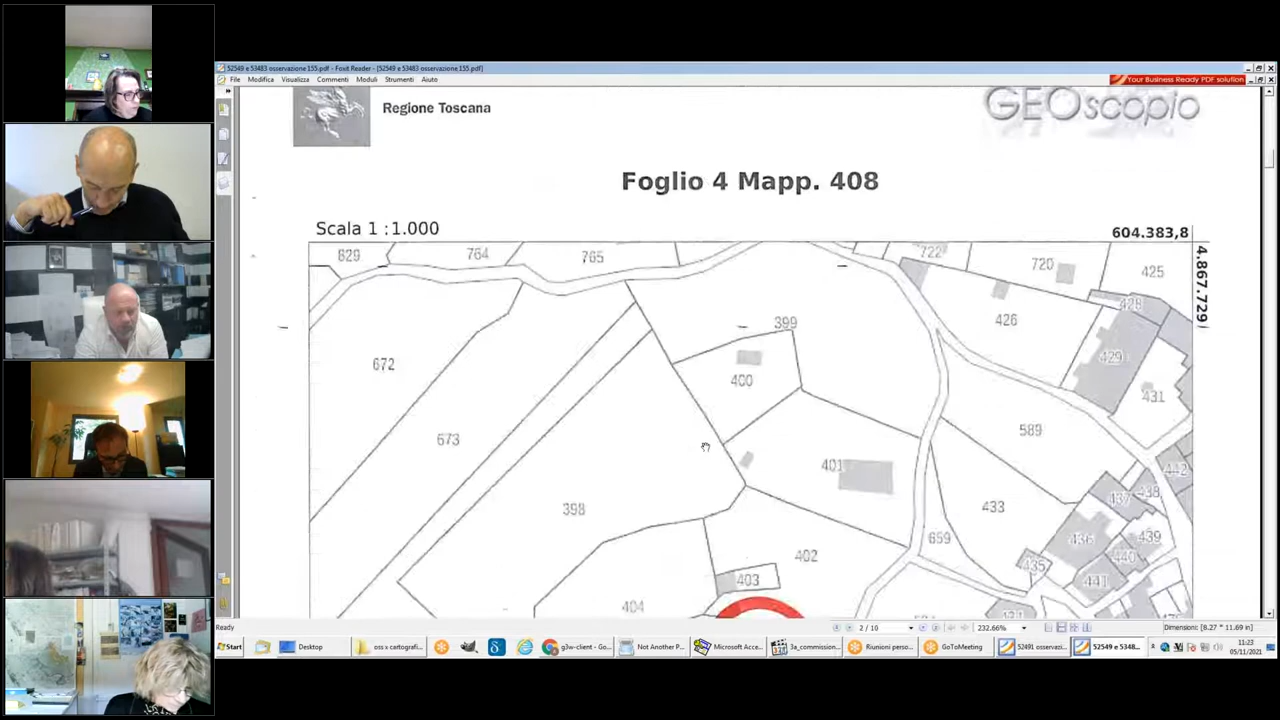 52549 e 53483 osservazione 155.pdf - Foxit Reader - [52549 e 53483 osservazione 155.pdf]
File Modifica Visualizza Commenti Moduli Strumenti Aiuto
Your Business Ready PDF solution
Regione Toscana
GEOscopio
Foglio 4 Mapp. 408
Scala 1 :1.000
604.383,8
4.867.729
829 764 765 722 720 425
428
399 426
672 400 429
431
673 401 589
442
437 438
398 433
436 439
659 440
402 435
403 441
404
Ready
2 / 10
232.66%
Dimensioni: [8.27 * 11.69 in]
Start
Desktop
oss x cartografi...
g3w-client - Goo...
Not Another P...
Microsoft Acce...
3a_commission...
Riunioni perso...
GoToMeeting
52491 osservazi...
52549 e 5348...
11:23
05/11/2021